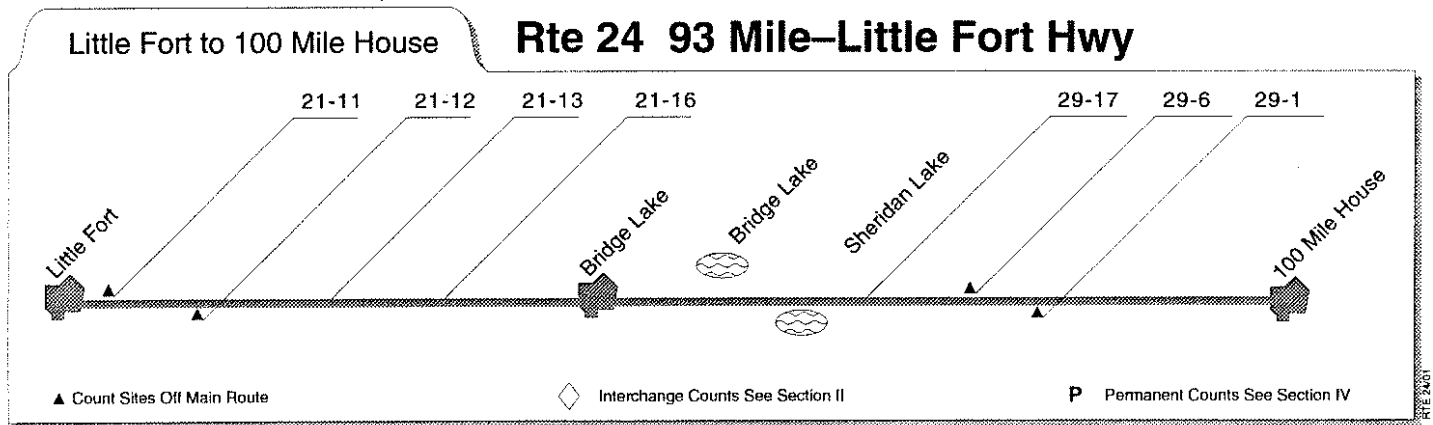 Little Fort to 100 Mile House
Rte 24 93 Mile–Little Fort Hwy
21-11 21-12 21-13 21-16 29-17 29-6 29-1
Little Fort
Bridge Lake
Bridge Lake
Sheridan Lake
100 Mile House
▲ Count Sites Off Main Route
Interchange Counts See Section II
P Permanent Counts See Section IV
RTE 24/01